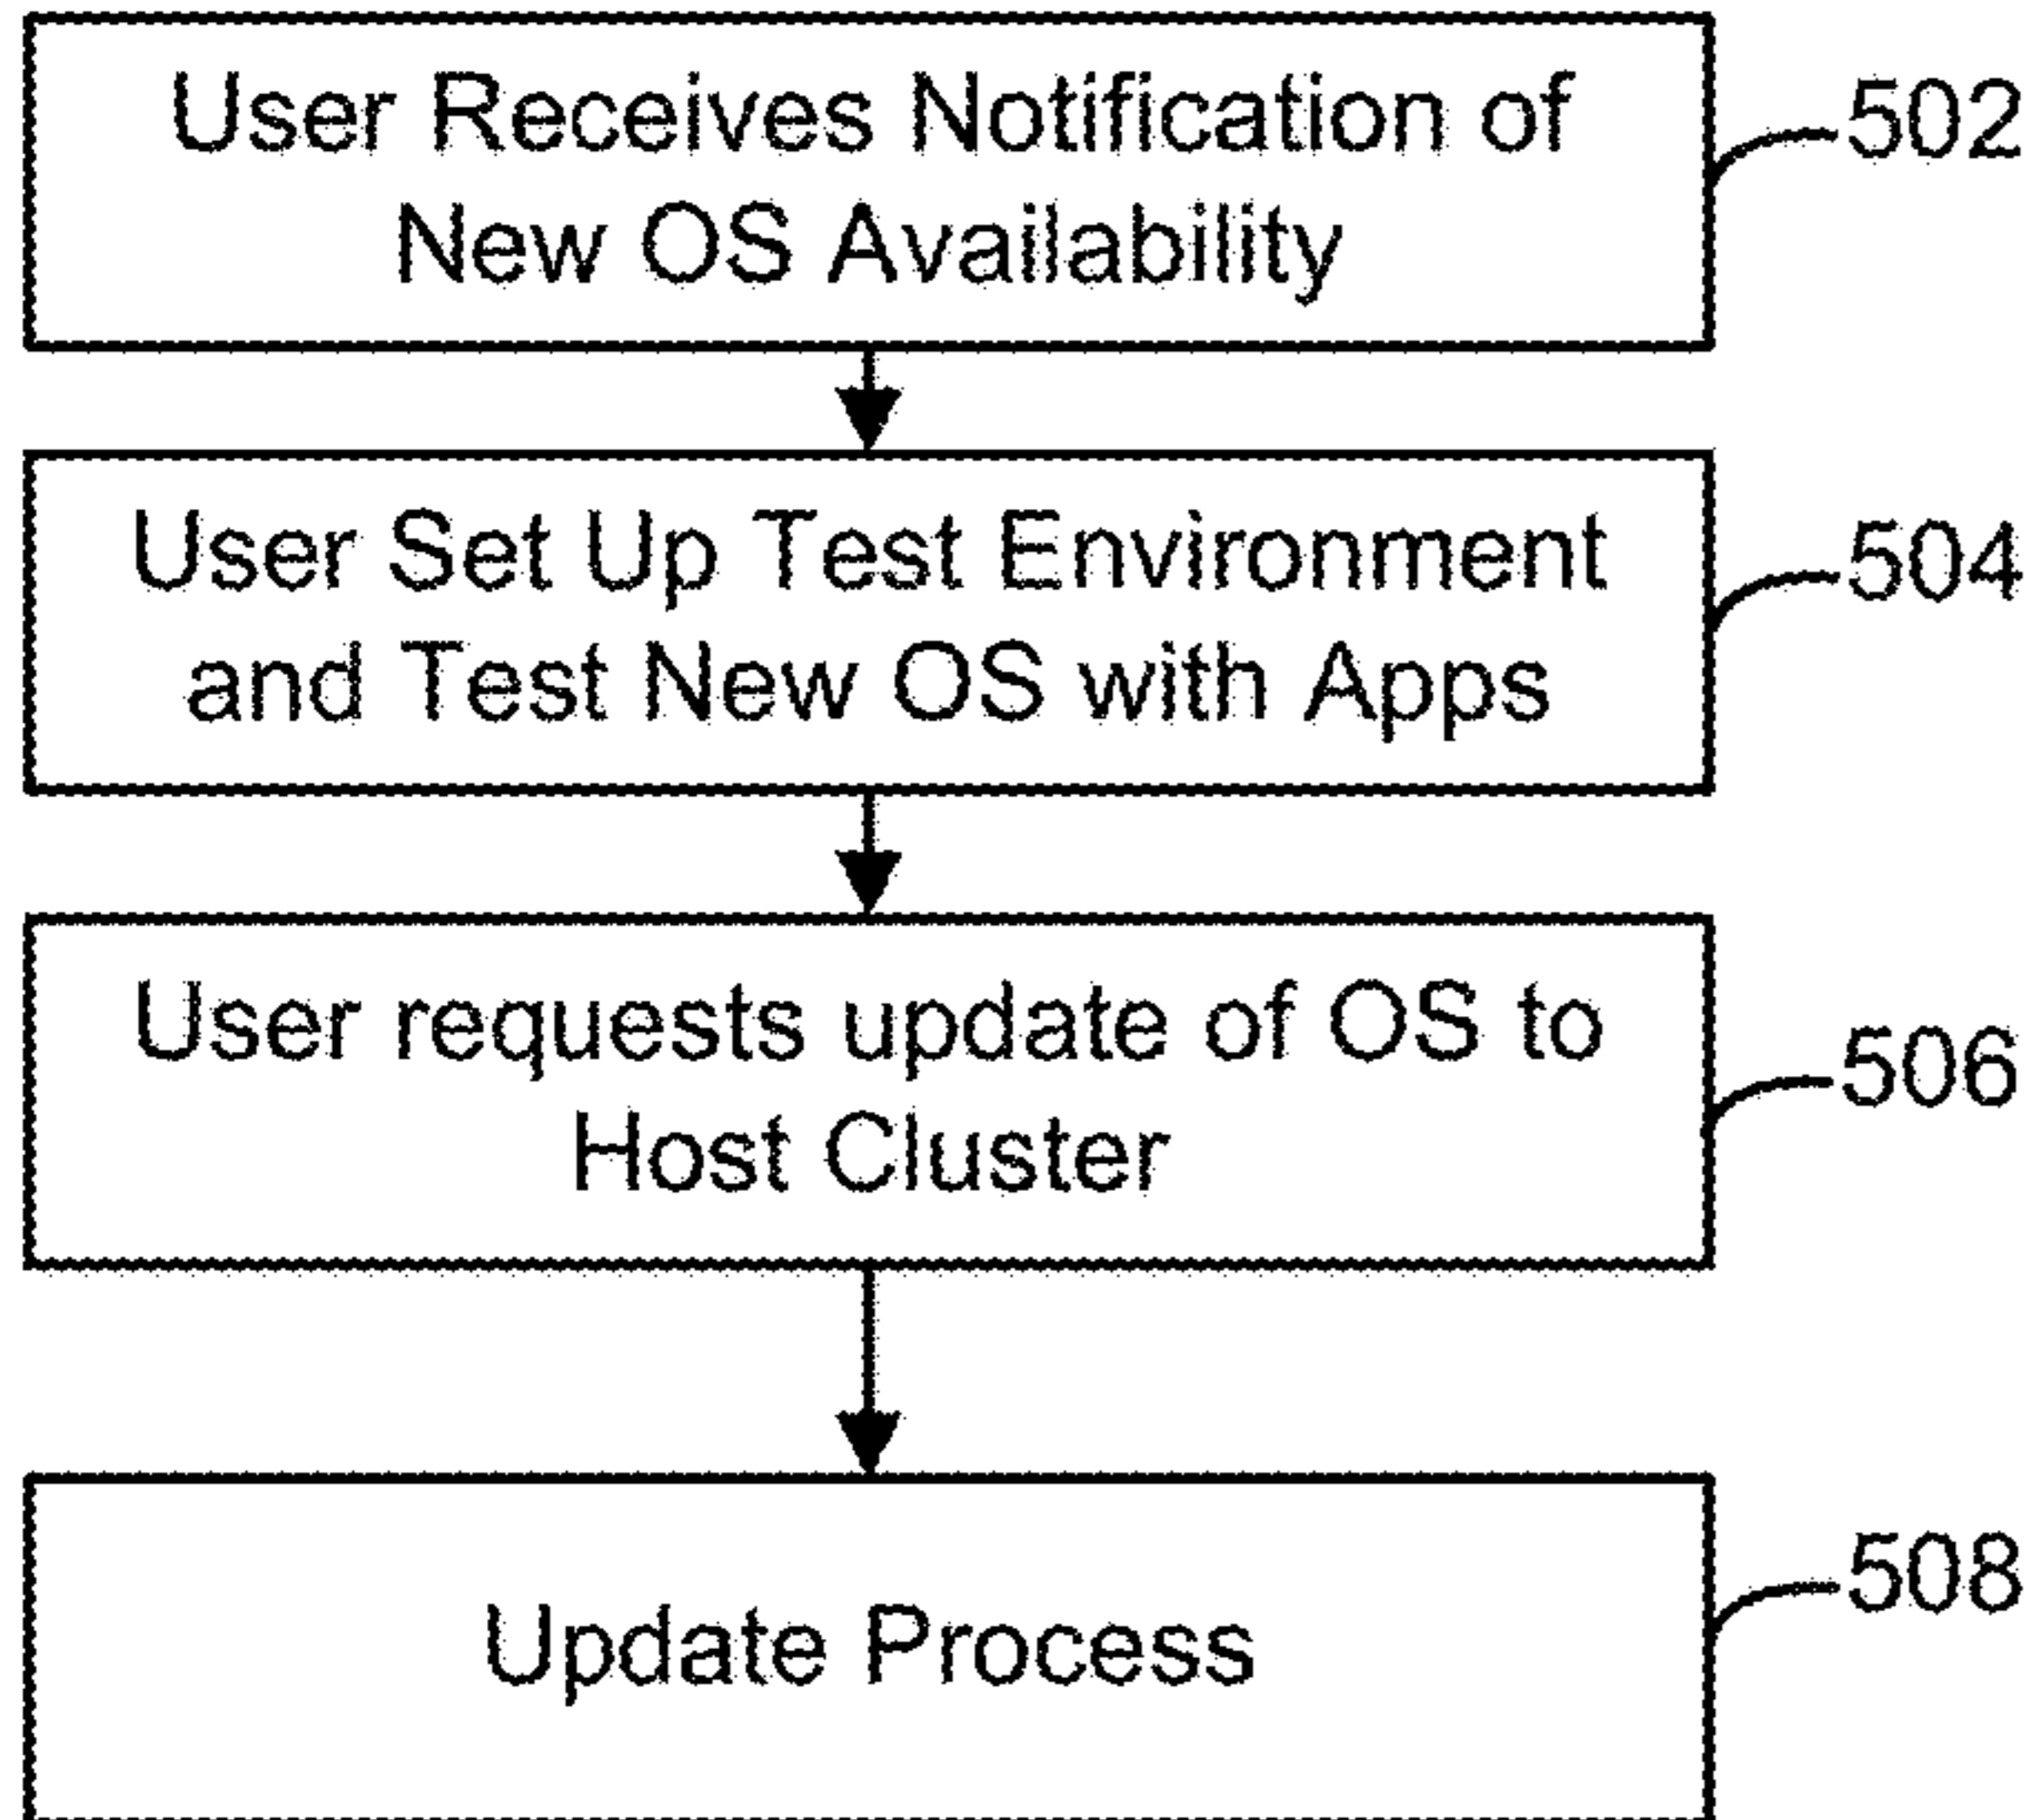 User Receives Notification of
New OS Availability
502
User Set Up Test Environment
and Test New OS with Apps
504
User requests update of OS to
Host Cluster
506
Update Process
508